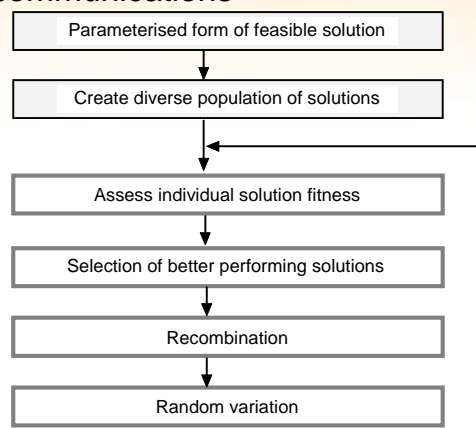 Parameterised form of feasible solution
Create diverse population of solutions
Assess individual solution fitness
Selection of better performing solutions
Recombination
Random variation